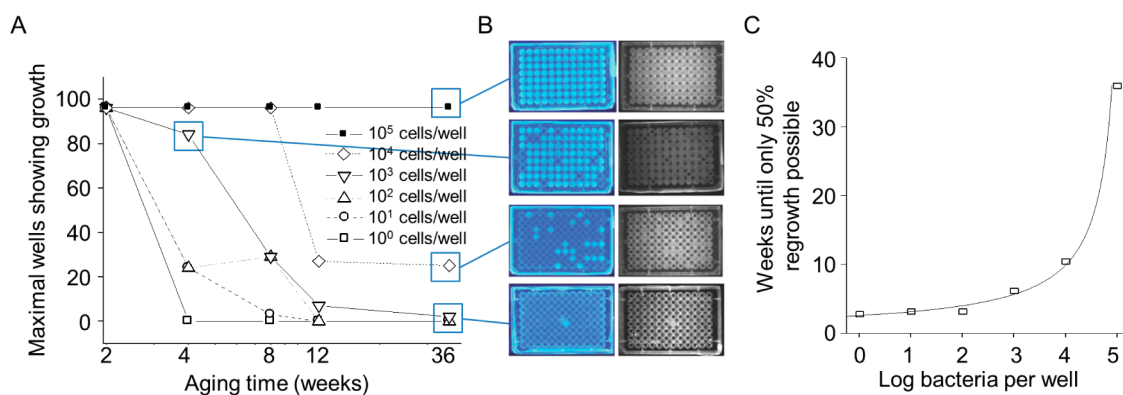 A
Maximal wells showing growth
100
80
60
40
20
0
2
4
8
12
36
Aging time (weeks)
10⁵ cells/well
10⁴ cells/well
10³ cells/well
10² cells/well
10¹ cells/well
10⁰ cells/well
B
C
Weeks until only 50%
regrowth possible
40
30
20
10
0
0
1
2
3
4
5
Log bacteria per well